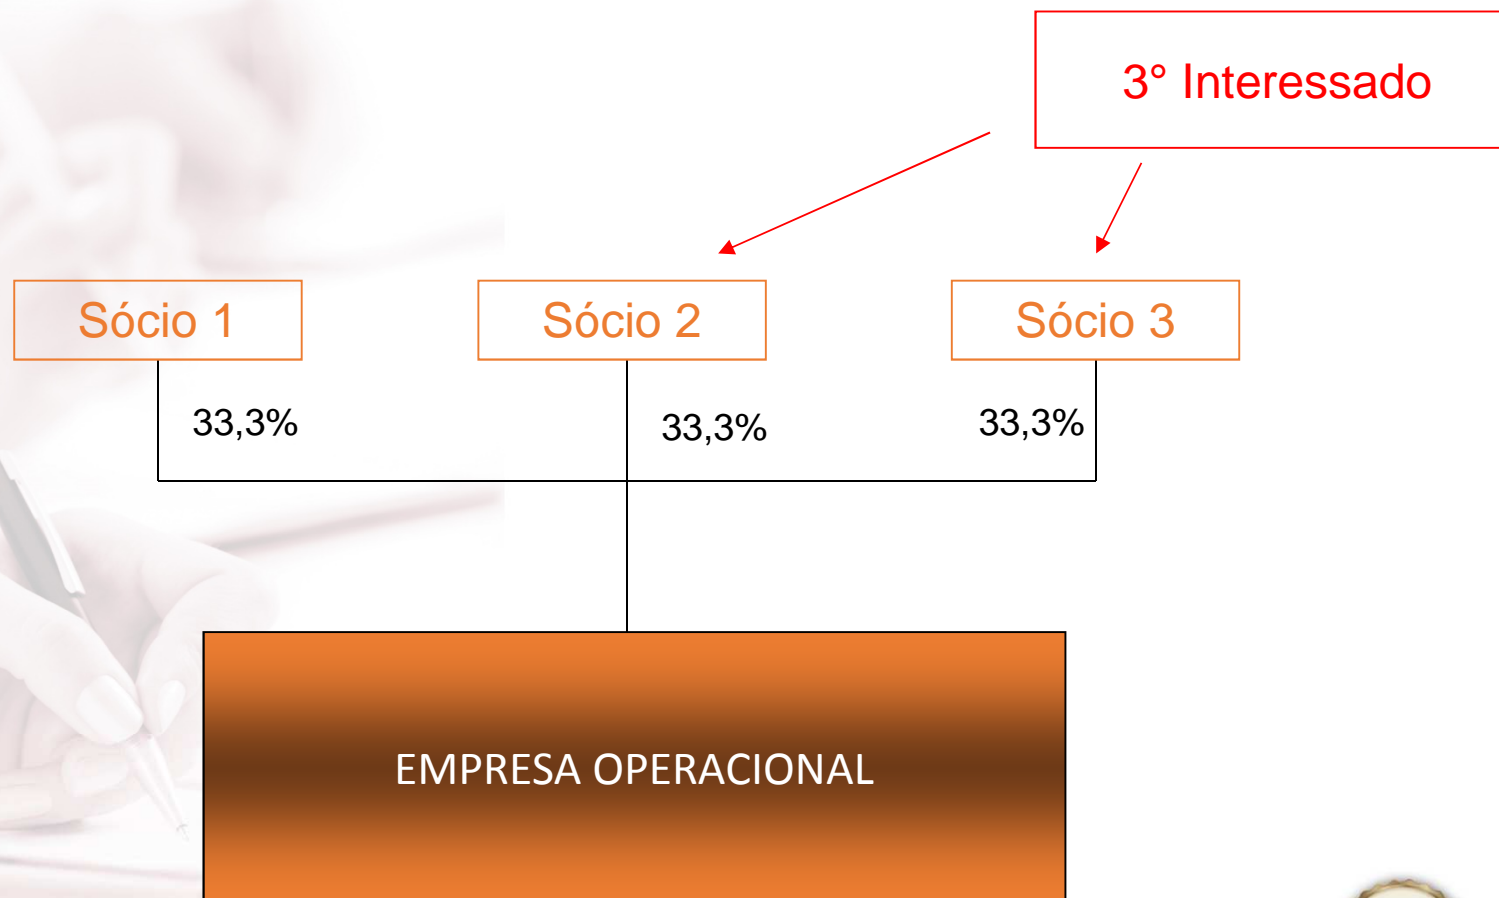 3° Interessado
Sócio 1
Sócio 2
Sócio 3
33,3%
33,3%
33,3%
EMPRESA OPERACIONAL